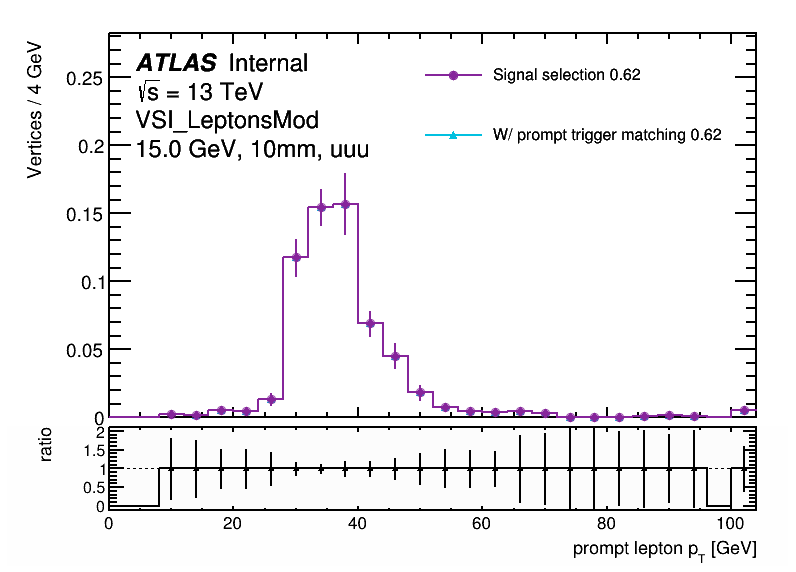 ATLAS Internal
√s = 13 TeV
VSI_LeptonsMod
15.0 GeV, 10mm, uuu
Signal selection 0.62
W/ prompt trigger matching 0.62
Vertices / 4 GeV
0.25
0.2
0.15
0.1
0.05
0
ratio
2
1.5
1
0.5
0
0 20 40 60 80 100
prompt lepton pT [GeV]